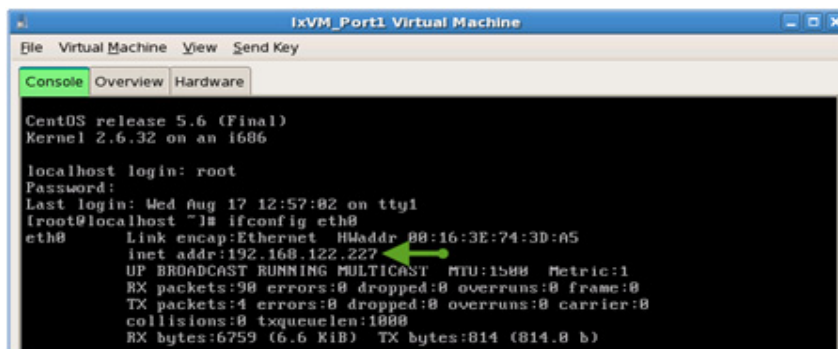 IxVM_Port1 Virtual Machine
File Virtual Machine View Send Key
Console Overview Hardware
CentOS release 5.6 (Final)
Kernel 2.6.32 on an i686
localhost login: root
Password:
Last login: Wed Aug 17 12:57:02 on tty1
[root@localhost ~]# ifconfig eth0
eth0 Link encap:Ethernet HWaddr 00:16:3E:74:3D:A5
inet addr:192.168.122.227
UP BROADCAST RUNNING MULTICAST MTU:1500 Metric:1
RX packets:90 errors:0 dropped:0 overruns:0 frame:0
TX packets:4 errors:0 dropped:0 overruns:0 carrier:0
collisions:0 txqueuelen:1000
RX bytes:6759 (6.6 KiB) TX bytes:814 (814.0 b)